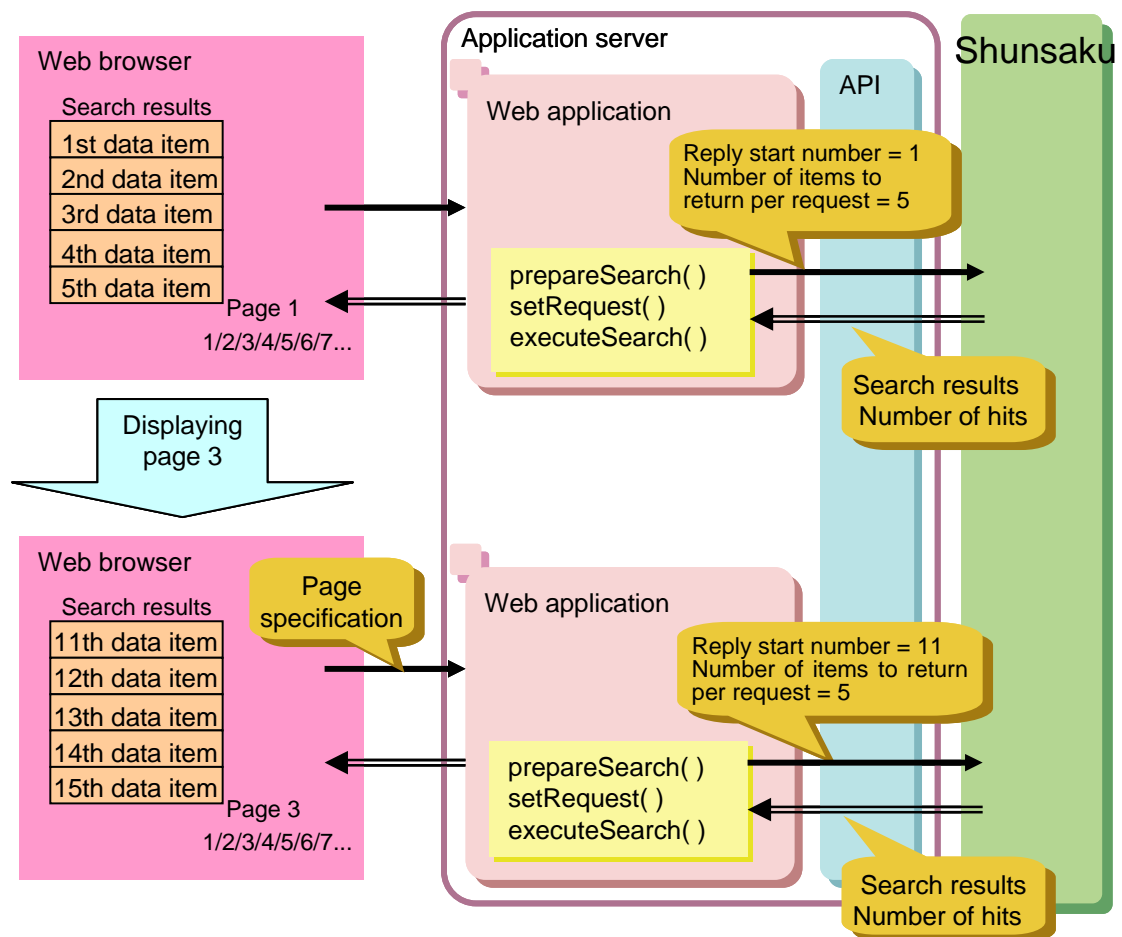 Application server
Shunsaku
Web browser
API
Search results
Web application
1st data item
2nd data item
3rd data item
4th data item
5th data item
Reply start number = 1
Number of items to
return per request = 5
prepareSearch( )
setRequest( )
executeSearch( )
Page 1
1/2/3/4/5/6/7...
Search results
Number of hits
Displaying
page 3
Web browser
Search results
11th data item
12th data item
13th data item
14th data item
15th data item
Page
specification
Web application
Reply start number = 11
Number of items to return
per request = 5
prepareSearch( )
setRequest( )
executeSearch( )
Page 3
1/2/3/4/5/6/7...
Search results
Number of hits